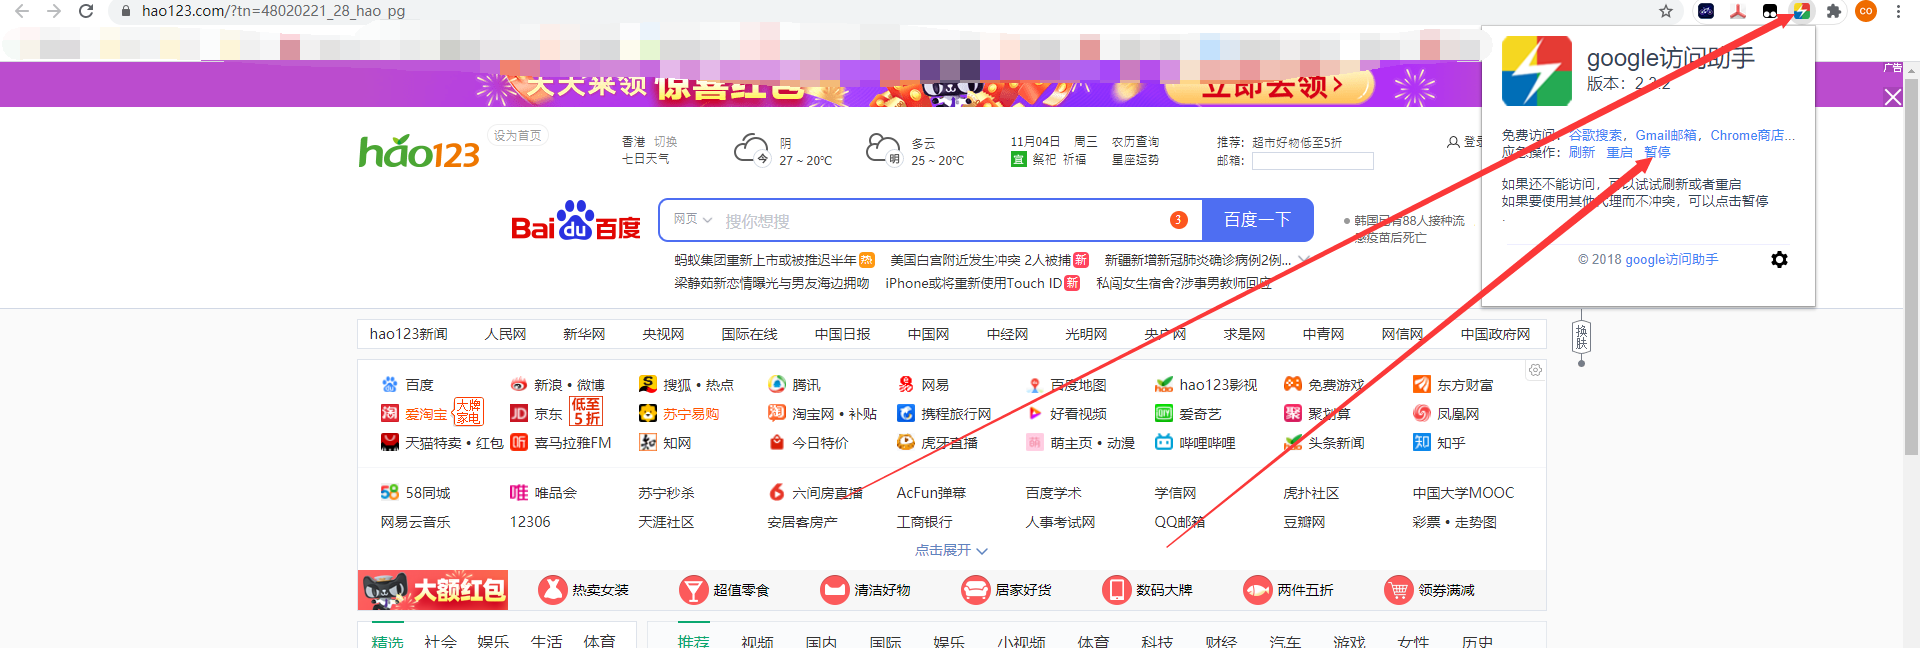 hao123.com/?tn=48020221_28_hao_pg
CO
天天来领 惊喜红包 立即去领>
广告
google访问助手
版本: 2.2.2
免费访问: 谷歌搜索, Gmail邮箱, Chrome商店...
应急操作: 刷新 重启 暂停
如果还不能访问, 可以试试刷新或者重启
如果要使用其他代理而不冲突, 可以点击暂停
© 2018 google访问助手
hao123
设为首页
香港 切换
七日天气
阴
27 ~ 20℃
今
多云
25 ~ 20℃
明
11月04日 周三 农历查询
宜 祭祀 祈福 星座运势
推荐: 超市好物低至5折
邮箱:
登录
Bai du 百度
网页 搜你想搜 3 百度一下
韩国已有88人接种流感疫苗后死亡
蚂蚁集团重新上市或被推迟半年 热 美国白宫附近发生冲突 2人被捕 新 新疆新增新冠肺炎确诊病例2例...
梁静茹新恋情曝光与男友海边拥吻 iPhone或将重新使用Touch ID 新 私闯女生宿舍?涉事男教师回应
换肤
hao123新闻 人民网 新华网 央视网 国际在线 中国日报 中国网 中经网 光明网 央广网 求是网 中青网 网信网 中国政府网
百度 新浪 • 微博 搜狐 • 热点 腾讯 网易 百度地图 hao123影视 免费游戏 东方财富
爱淘宝 大牌家电 京东 低至5折 苏宁易购 淘宝网 • 补贴 携程旅行网 好看视频 爱奇艺 聚划算 凤凰网
天猫特卖 • 红包 喜马拉雅FM 知网 今日特价 虎牙直播 萌主页 • 动漫 哔哩哔哩 头条新闻 知乎
58同城 唯品会 苏宁秒杀 六间房直播 AcFun弹幕 百度学术 学信网 虎扑社区 中国大学MOOC
网易云音乐 12306 天涯社区 安居客房产 工商银行 人事考试网 QQ邮箱 豆瓣网 彩票 • 走势图
点击展开
大额红包 热卖女装 超值零食 清洁好物 居家好货 数码大牌 两件五折 领券满减
精选 社会 娱乐 生活 体育 推荐 视频 国内 国际 娱乐 小视频 体育 科技 财经 汽车 游戏 女性 历史